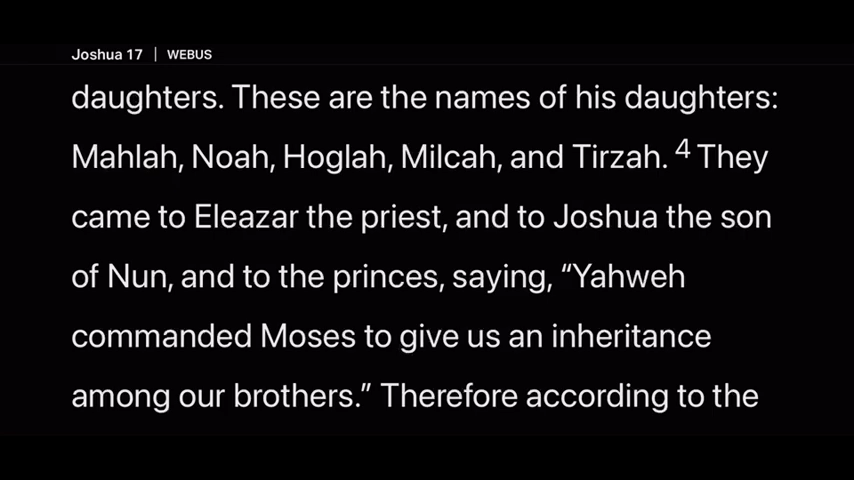 Joshua 17 | WEBUS
daughters. These are the names of his daughters:
Mahlah, Noah, Hoglah, Milcah, and Tirzah. 4 They
came to Eleazar the priest, and to Joshua the son
of Nun, and to the princes, saying, “Yahweh
commanded Moses to give us an inheritance
among our brothers.” Therefore according to the